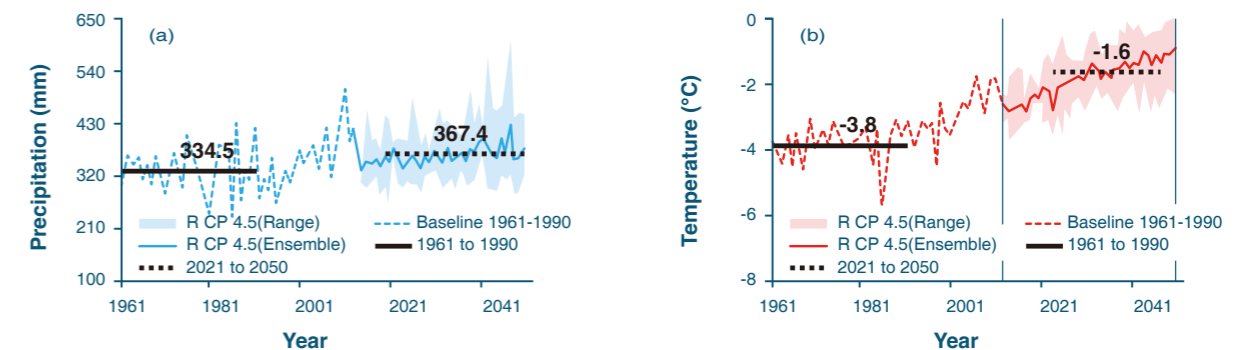 650
540
430
320
210
100
Precipitation (mm)
(a)
334.5
367.4
R CP 4.5(Range)
Baseline 1961-1990
R CP 4.5(Ensemble)
1961 to 1990
2021 to 2050
1961
1981
2001
2021
2041
Year
0
-2
-4
-6
-8
Temperature (°C)
(b)
-3.8
-1.6
R CP 4.5(Range)
Baseline 1961-1990
R CP 4.5(Ensemble)
1961 to 1990
2021 to 2050
1961
1981
2001
2021
2041
Year